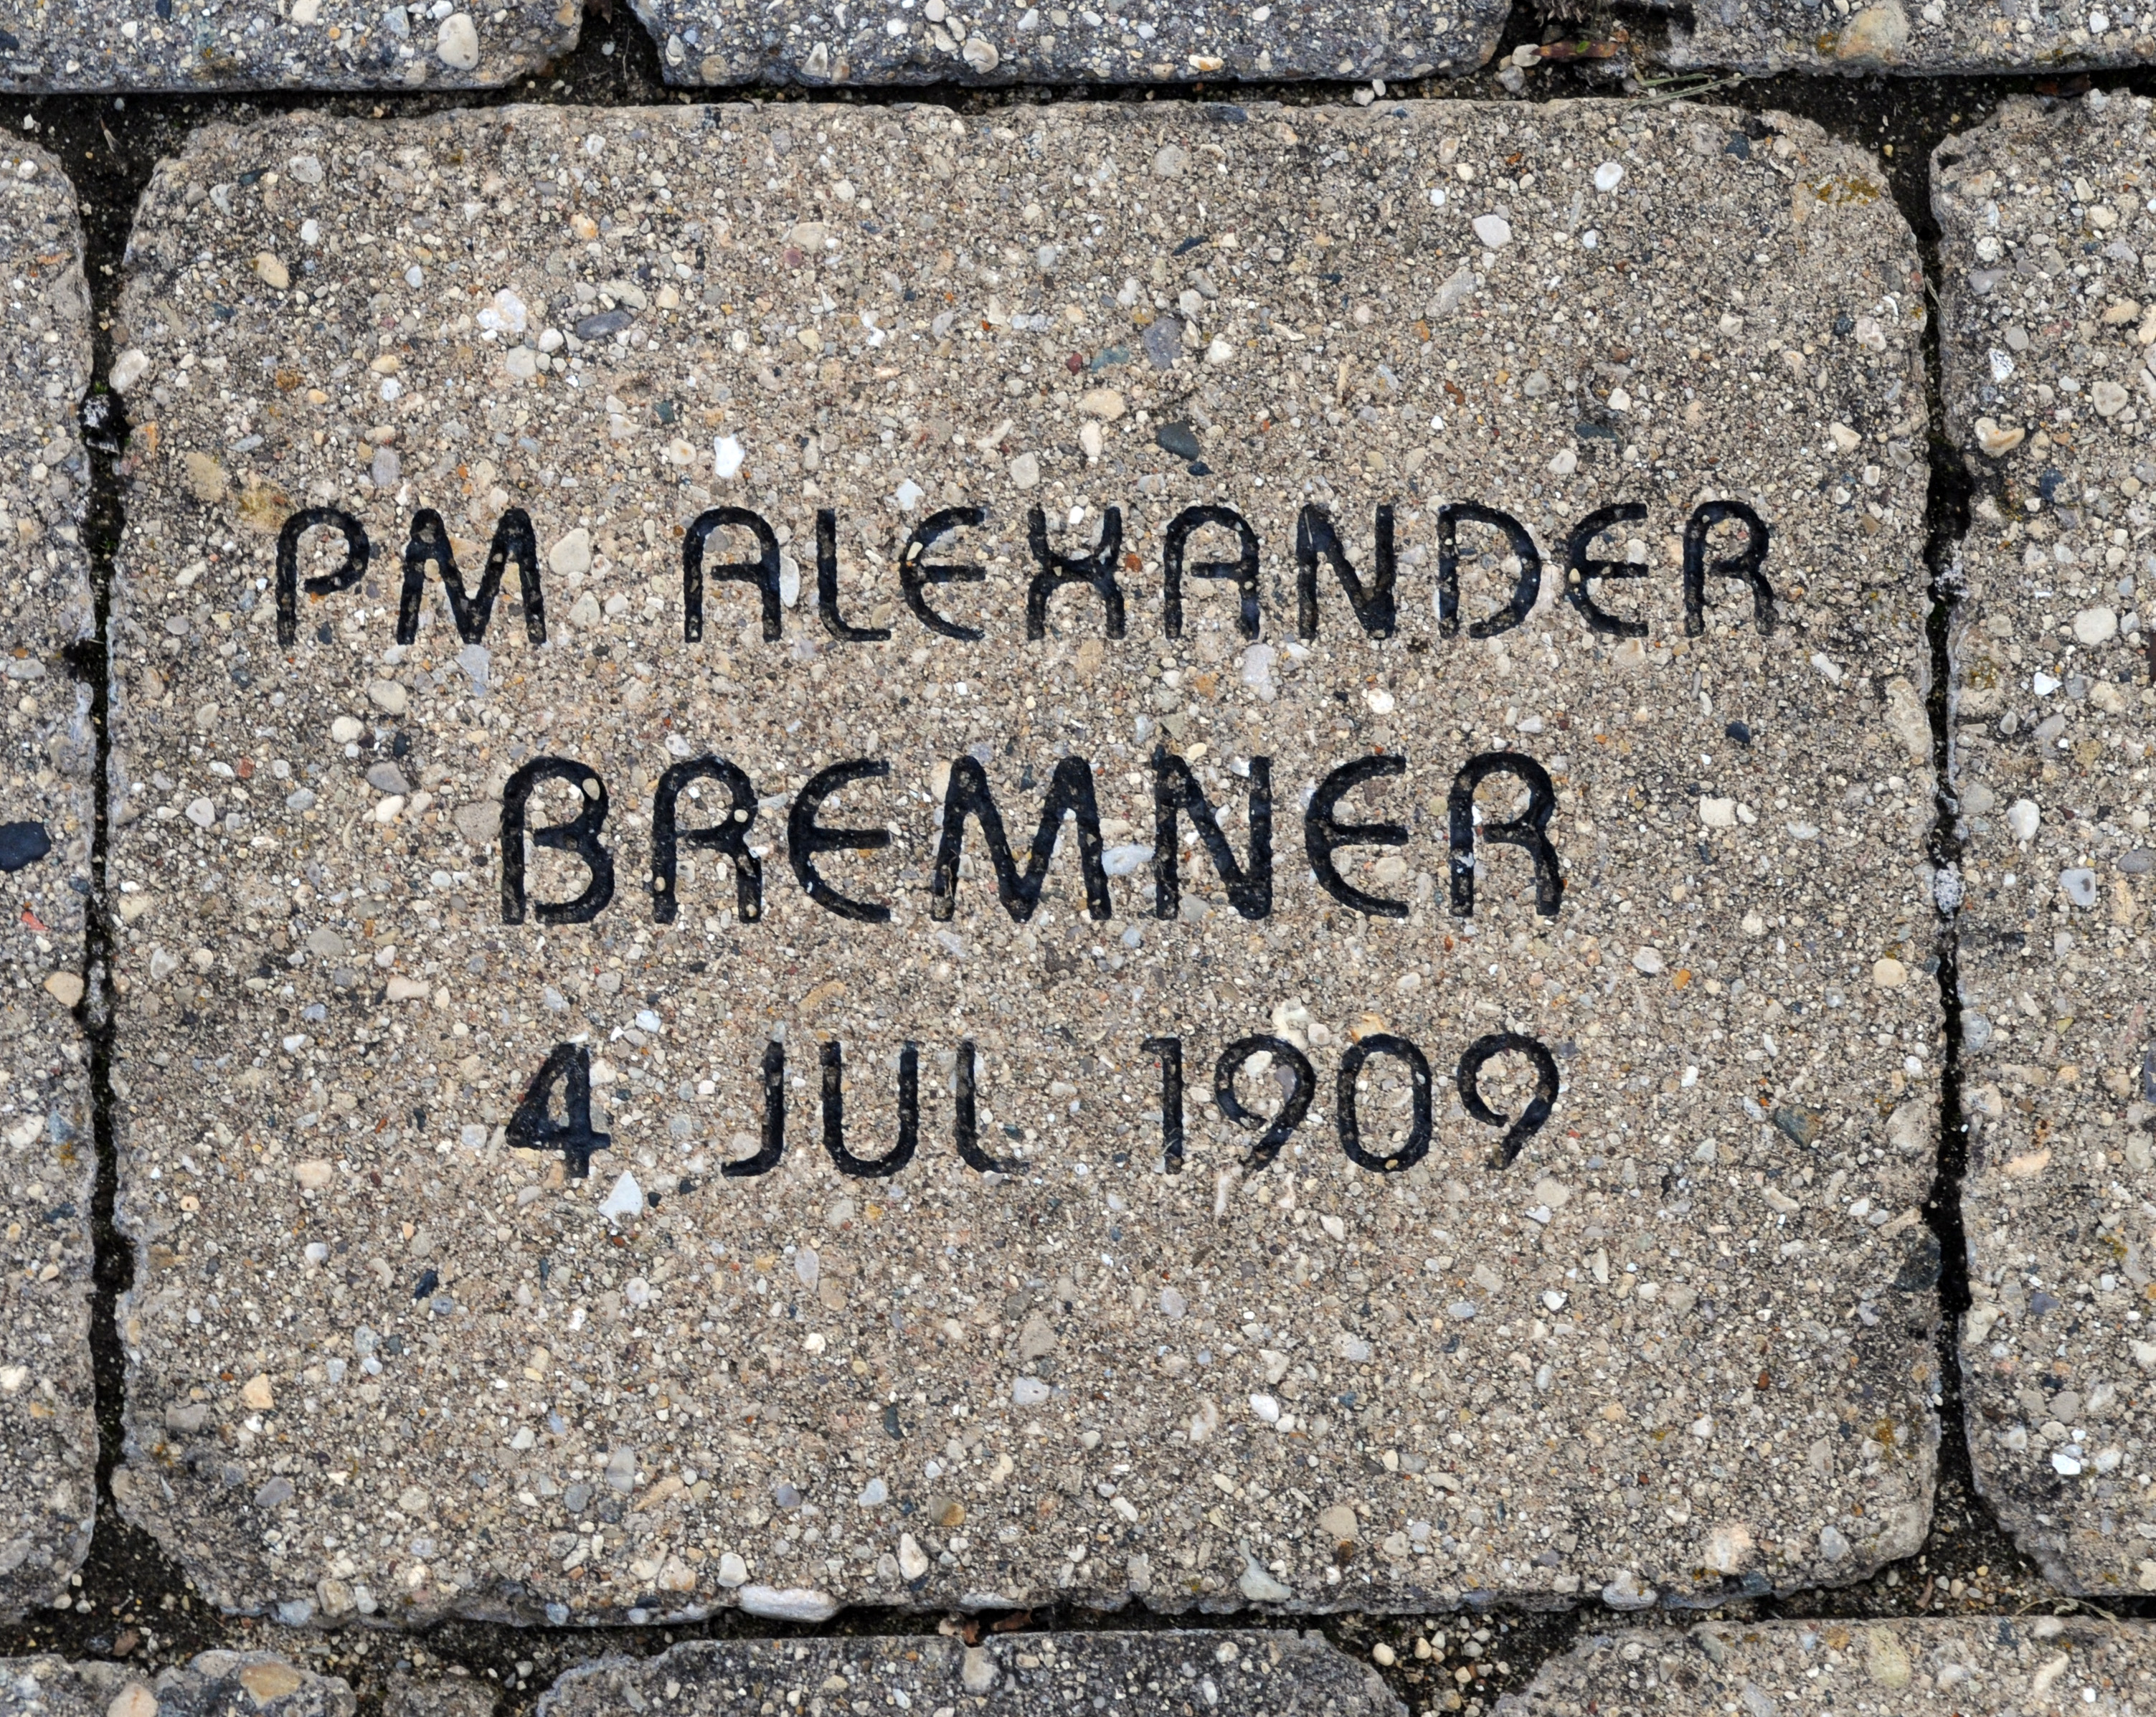 PM ALEXANDER
BREMNER
4 JUL 1909